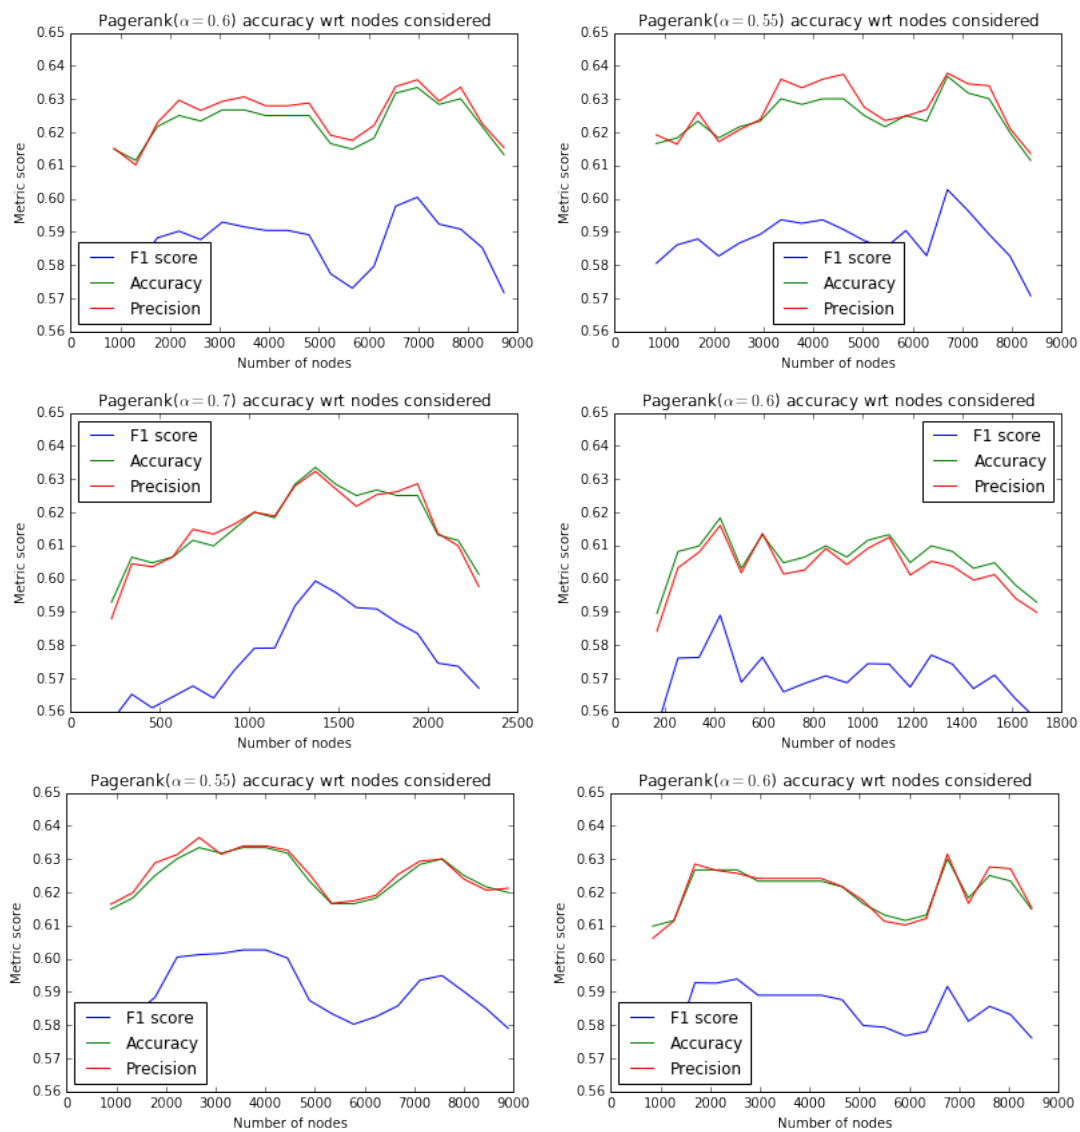 Pagerank(α = 0.6) accuracy wrt nodes considered
0.65
0.64
0.63
0.62
0.61
0.60
0.59
0.58
0.57
0.56
Metric score
F1 score
Accuracy
Precision
1000 2000 3000 4000 5000 6000 7000 8000 9000
Number of nodes
Pagerank(α = 0.55) accuracy wrt nodes considered
0.65
0.64
0.63
0.62
0.61
0.60
0.59
0.58
0.57
0.56
Metric score
F1 score
Accuracy
Precision
0 1000 2000 3000 4000 5000 6000 7000 8000 9000
Number of nodes
Pagerank(α = 0.7) accuracy wrt nodes considered
0.65
0.64
0.63
0.62
0.61
0.60
0.59
0.58
0.57
0.56
Metric score
F1 score
Accuracy
Precision
0 500 1000 1500 2000 2500
Number of nodes
Pagerank(α = 0.6) accuracy wrt nodes considered
0.65
0.64
0.63
0.62
0.61
0.60
0.59
0.58
0.57
0.56
Metric score
F1 score
Accuracy
Precision
0 200 400 600 800 1000 1200 1400 1600 1800
Number of nodes
Pagerank(α = 0.55) accuracy wrt nodes considered
0.65
0.64
0.63
0.62
0.61
0.60
0.59
0.58
0.57
0.56
Metric score
F1 score
Accuracy
Precision
0 1000 2000 3000 4000 5000 6000 7000 8000 9000
Number of nodes
Pagerank(α = 0.6) accuracy wrt nodes considered
0.65
0.64
0.63
0.62
0.61
0.60
0.59
0.58
0.57
0.56
Metric score
F1 score
Accuracy
Precision
0 1000 2000 3000 4000 5000 6000 7000 8000 9000
Number of nodes